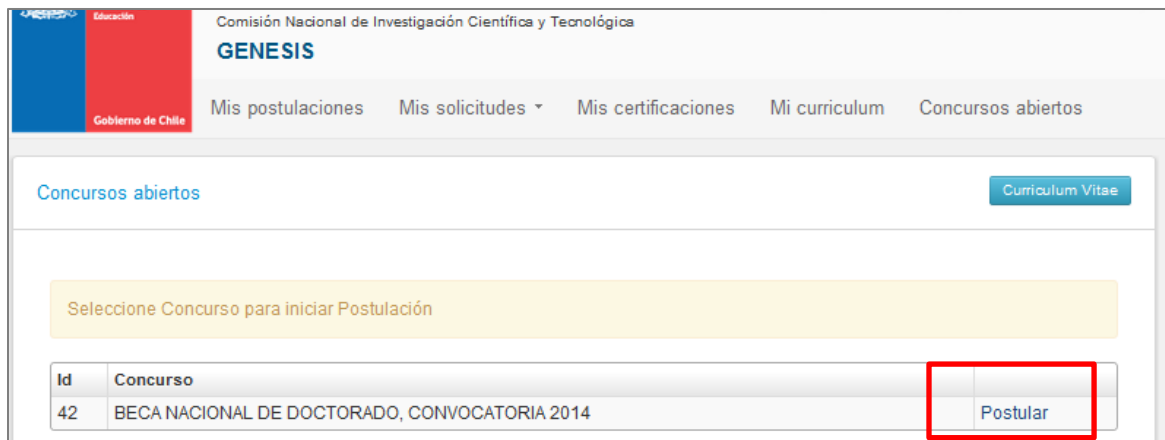 Educación
Comisión Nacional de Investigación Científica y Tecnológica
GENESIS
Gobierno de Chile
Mis postulaciones Mis solicitudes Mis certificaciones Mi curriculum Concursos abiertos
Concursos abiertos Curriculum Vitae
Seleccione Concurso para iniciar Postulación
Id Concurso
42 BECA NACIONAL DE DOCTORADO, CONVOCATORIA 2014 Postular